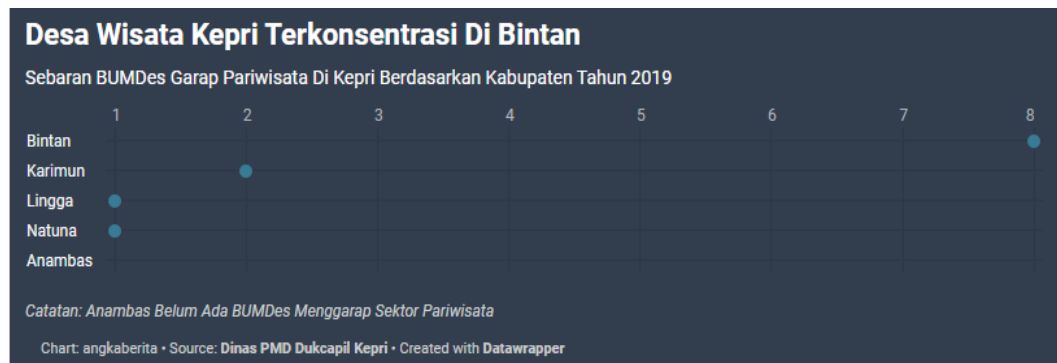 Desa Wisata Kepri Terkonsentrasi Di Bintan
Sebaran BUMDes Garap Pariwisata Di Kepri Berdasarkan Kabupaten Tahun 2019
1 2 3 4 5 6 7 8
Bintan
Karimun
Lingga
Natuna
Anambas
Catatan: Anambas Belum Ada BUMDes Menggarap Sektor Pariwisata
Chart: angkaberita • Source: Dinas PMD Dukcapil Kepri • Created with Datawrapper